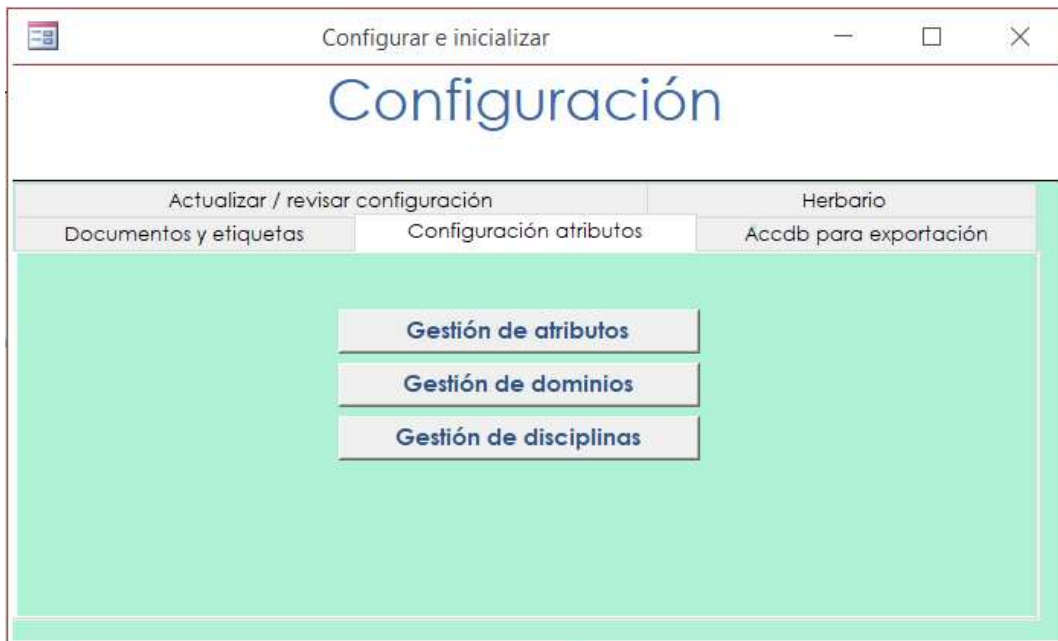 Configurar e inicializar
Configuración
Actualizar / revisar configuración
Herbario
Documentos y etiquetas
Configuración atributos
Accdb para exportación
Gestión de atributos
Gestión de dominios
Gestión de disciplinas